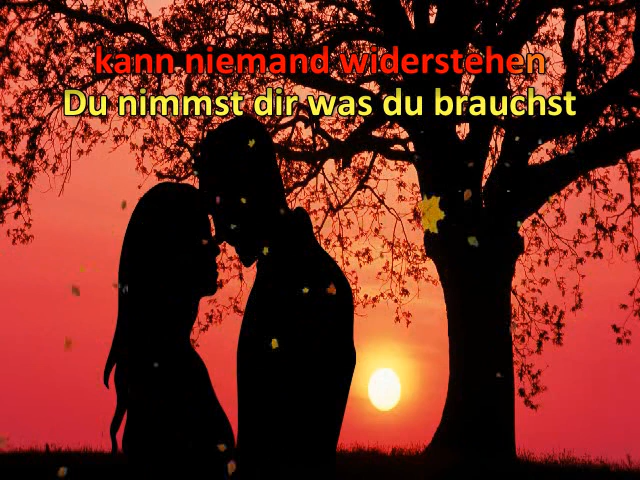 kann niemand widerstehen
Du nimmst dir was du brauchst